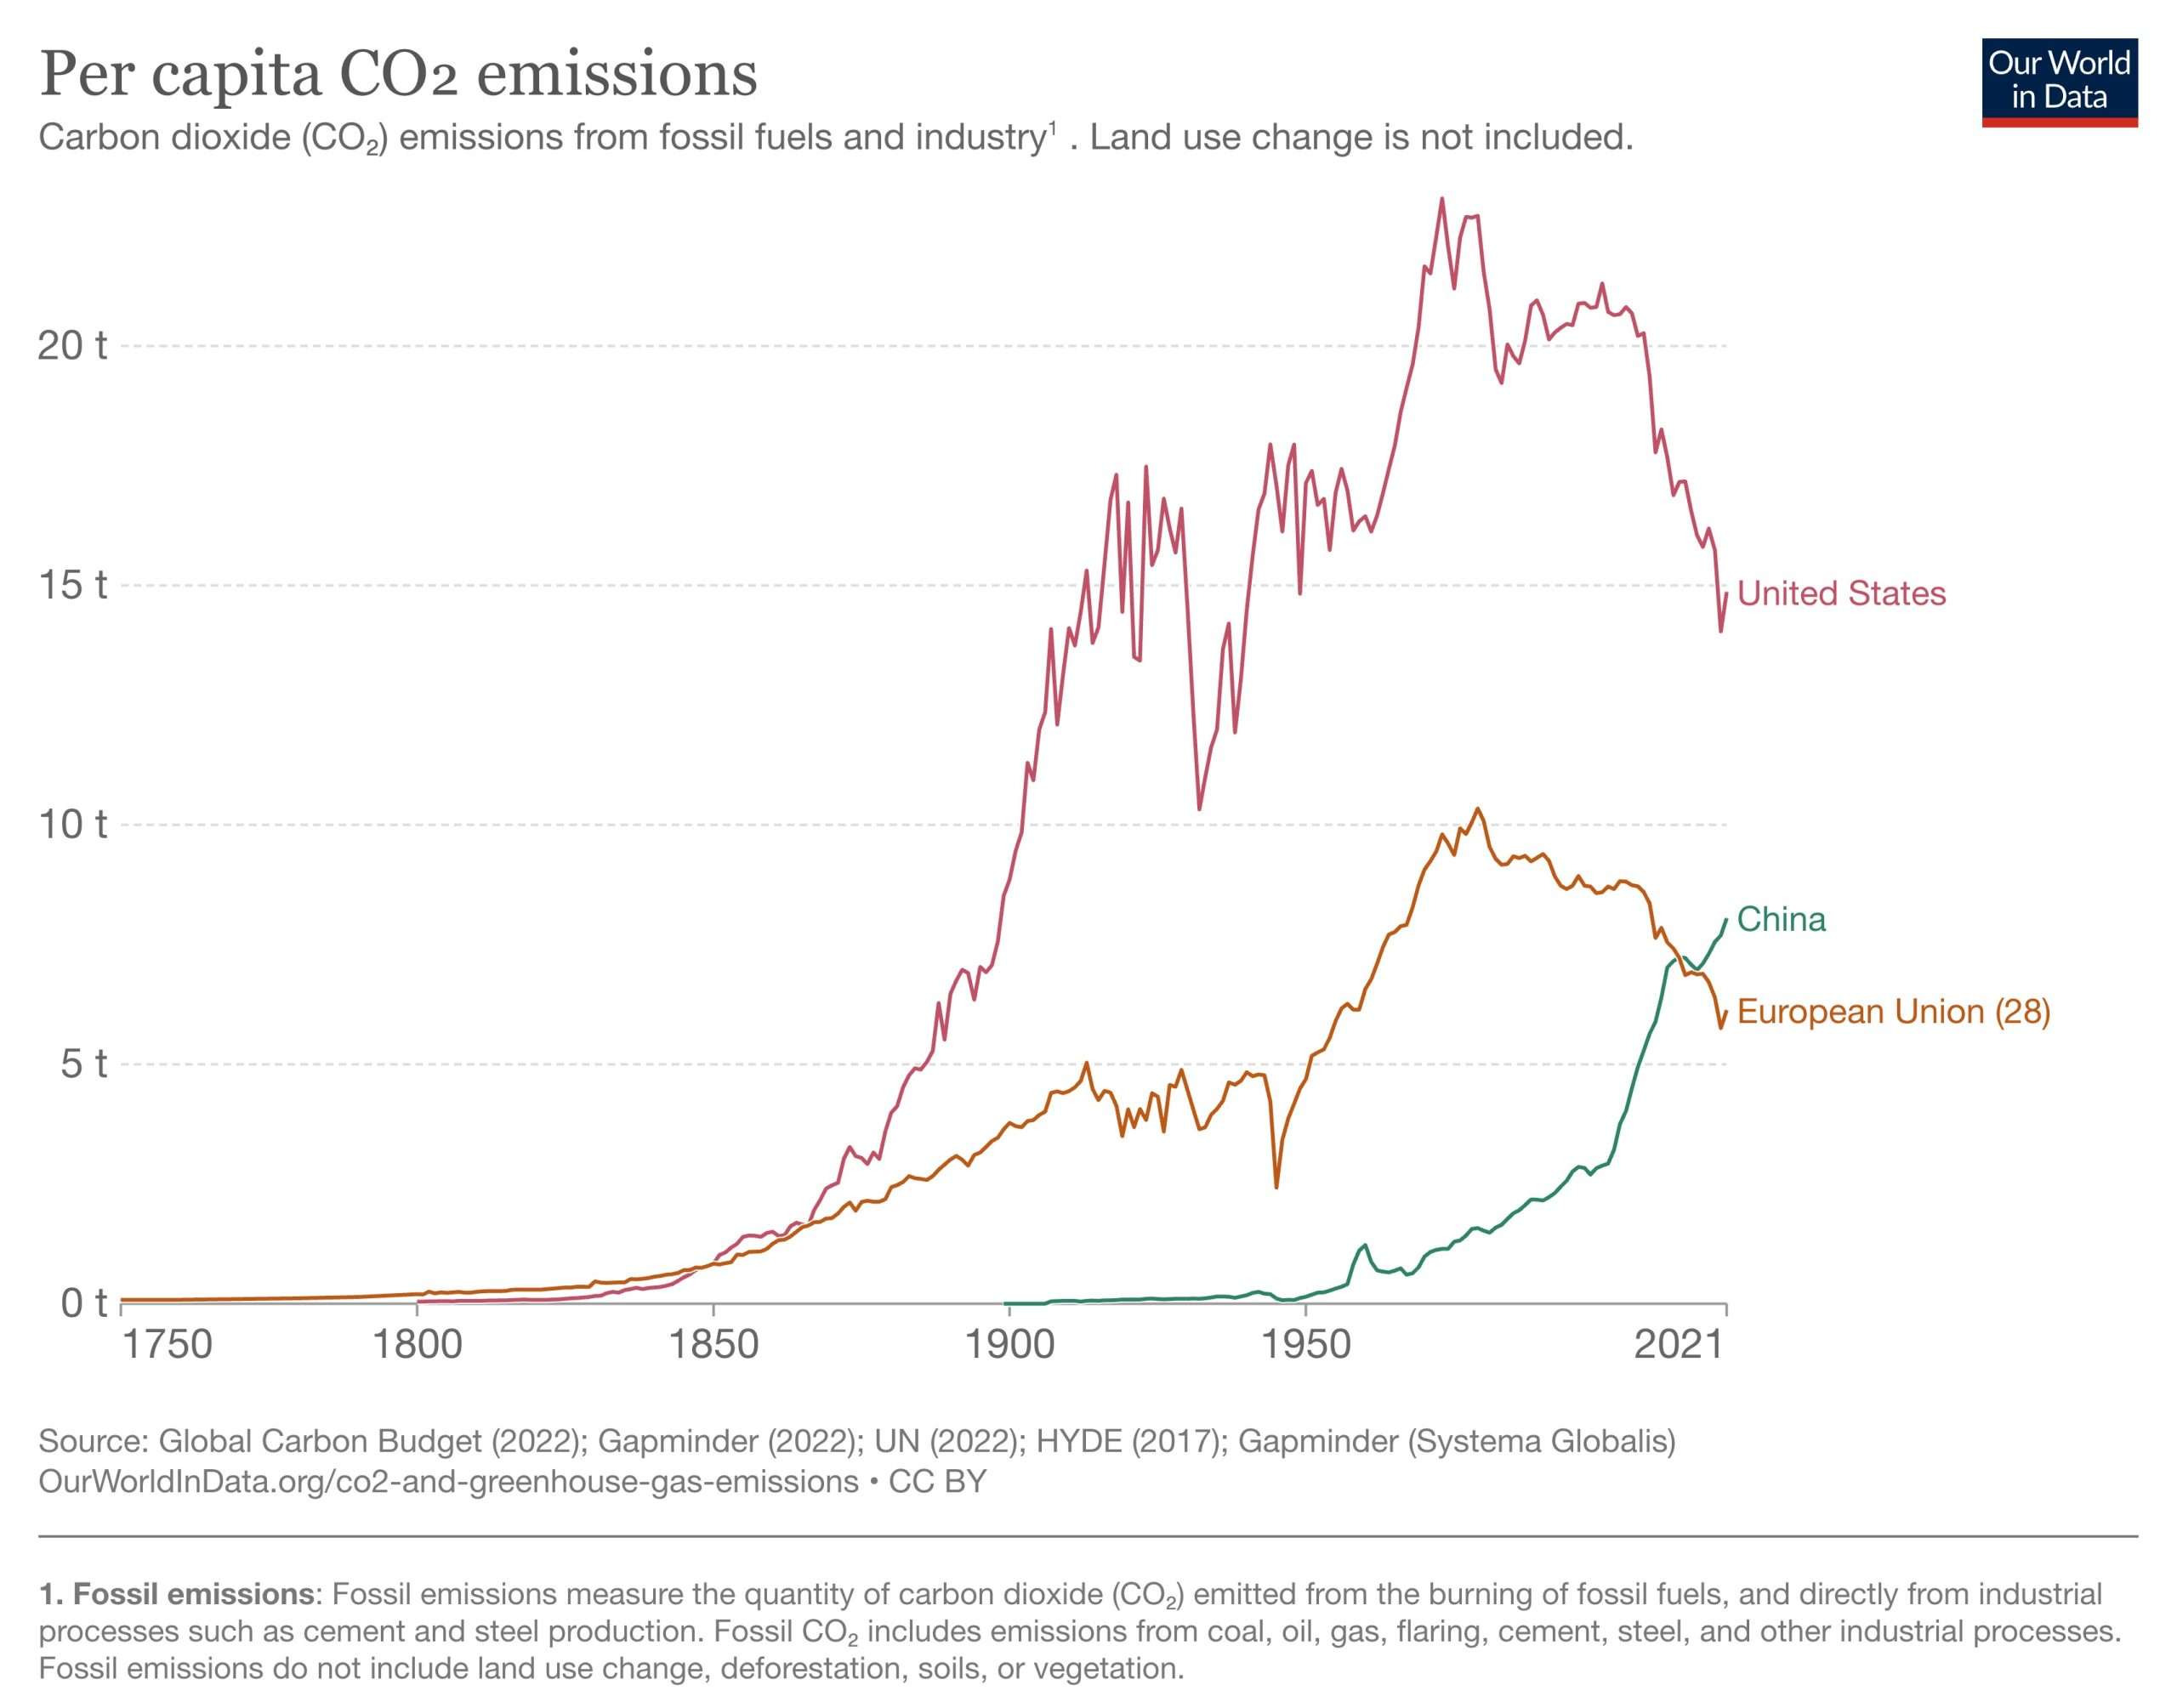 Per capita CO2 emissions
Our World
in Data
Carbon dioxide (CO₂) emissions from fossil fuels and industry¹ . Land use change is not included.
20 t
15 t
United States
10 t
China
European Union (28)
5 t
0 t
1750 1800 1850 1900 1950 2021
Source: Global Carbon Budget (2022); Gapminder (2022); UN (2022); HYDE (2017); Gapminder (Systema Globalis)
OurWorldInData.org/co2-and-greenhouse-gas-emissions • CC BY
1. Fossil emissions: Fossil emissions measure the quantity of carbon dioxide (CO₂) emitted from the burning of fossil fuels, and directly from industrial
processes such as cement and steel production. Fossil CO₂ includes emissions from coal, oil, gas, flaring, cement, steel, and other industrial processes.
Fossil emissions do not include land use change, deforestation, soils, or vegetation.